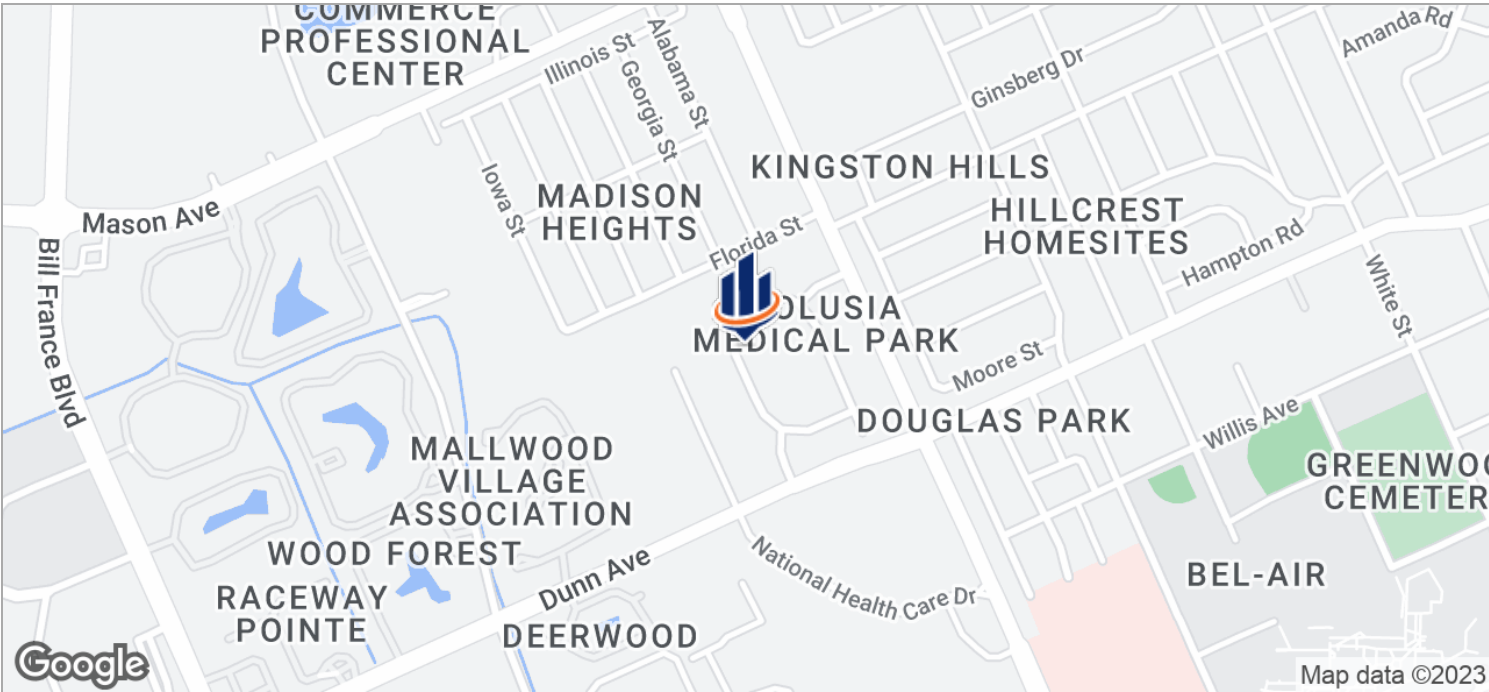 COMMERCE
PROFESSIONAL
CENTER
Illinois St
Alabama St
Georgia St
Ginsberg Dr
Amanda Rd
Iowa St
MADISON
HEIGHTS
KINGSTON HILLS
HILLCREST
HOMESITES
Mason Ave
Bill France Blvd
Florida St
Hampton Rd
White St
OLUSIA
MEDICAL PARK
Moore St
DOUGLAS PARK
Willis Ave
MALLWOOD
VILLAGE
ASSOCIATION
GREENWOO
CEMETER
WOOD FOREST
Dunn Ave
National Health Care Dr
BEL-AIR
RACEWAY
POINTE
DEERWOOD
Google
Map data ©2023